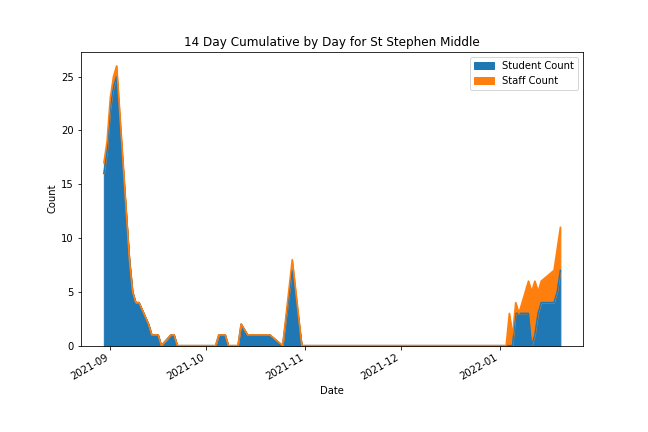 14 Day Cumulative by Day for St Stephen Middle
Student Count
Staff Count
25
20
15
10
5
0
Count
2021-09
2021-10
2021-11
2021-12
2022-01
Date